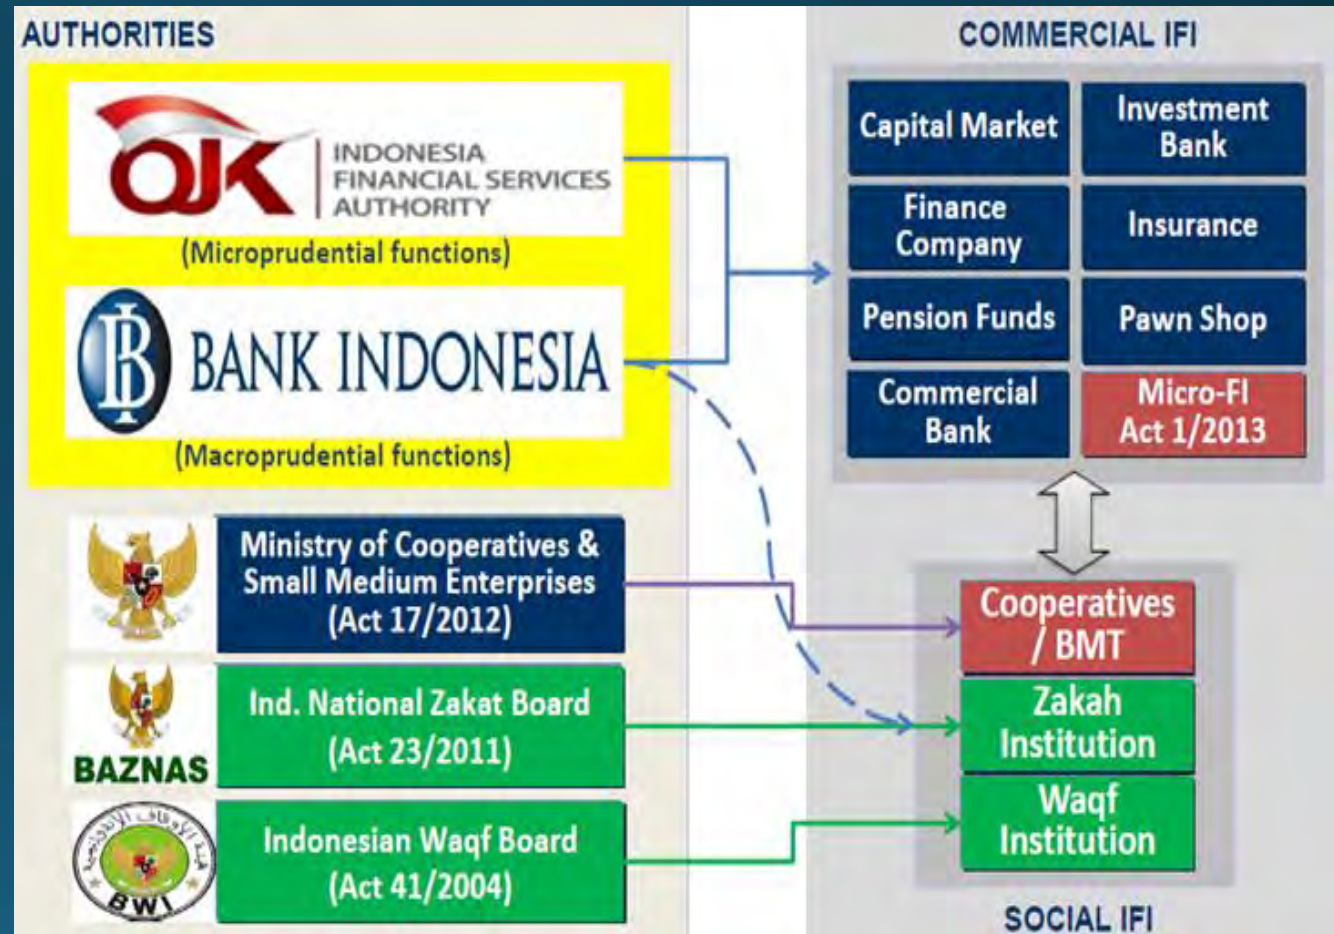 AUTHORITIES
OJK
INDONESIA
FINANCIAL SERVICES
AUTHORITY
(Microprudential functions)
BANK INDONESIA
(Macroprudential functions)
Ministry of Cooperatives &
Small Medium Enterprises
(Act 17/2012)
BAZNAS
Ind. National Zakat Board
(Act 23/2011)
BWI
Indonesian Waqf Board
(Act 41/2004)
COMMERCIAL IFI
Capital Market
Investment
Bank
Finance
Company
Insurance
Pension Funds
Pawn Shop
Commercial
Bank
Micro-FI
Act 1/2013
Cooperatives
/ BMT
Zakah
Institution
Waqf
Institution
SOCIAL IFI